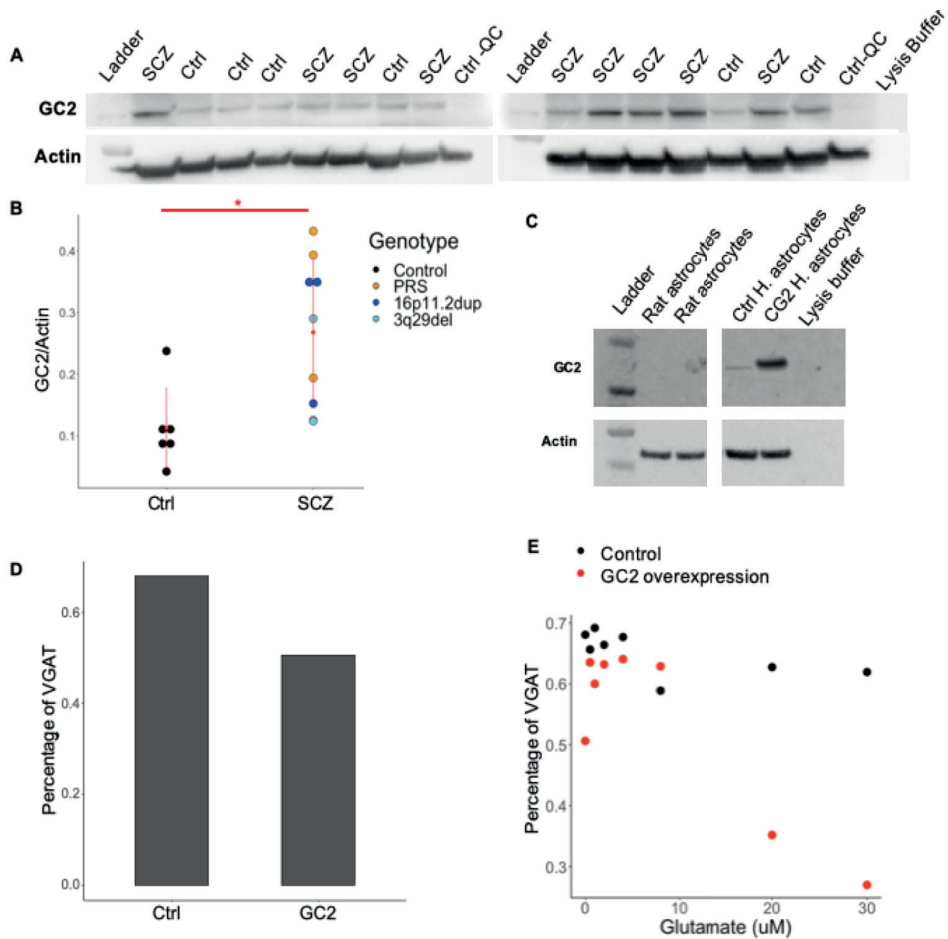 A
Ladder SCZ Ctrl Ctrl Ctrl SCZ SCZ Ctrl SCZ Ctrl-QC Ladder SCZ SCZ SCZ SCZ Ctrl SCZ Ctrl Ctrl-QC Lysis Buffer
GC2
Actin
B
*
GC2/Actin
0.4
0.3
0.2
0.1
Ctrl SCZ
Genotype
Control
PRS
16p11.2dup
3q29del
C
Ladder Rat astrocytes Rat astrocytes Ctrl H. astrocytes CG2 H. astrocytes Lysis buffer
GC2
Actin
D
Percentage of VGAT
0.6
0.4
0.2
0.0
Ctrl GC2
E
Control
GC2 overexpression
Percentage of VGAT
0.7
0.6
0.5
0.4
0.3
0 10 20 30
Glutamate (uM)